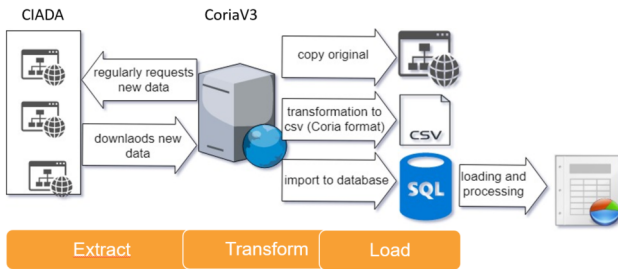 CIADA
CoriaV3
regularly requests
new data
downlaods new
data
copy original
transformation to
csv (Coria format)
CSV
import to database
SQL
loading and
processing
Extract
Transform
Load